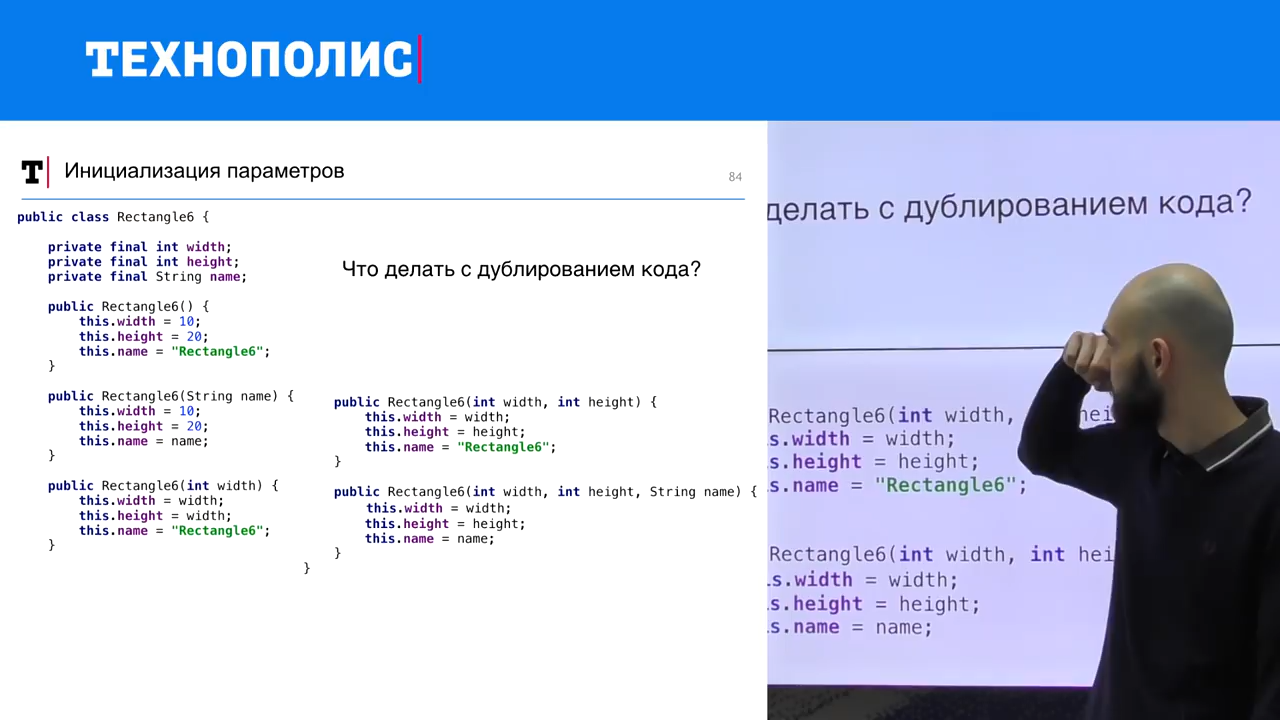 ТЕХНОПОЛИС
Т Инициализация параметров
84
public class Rectangle6 {
private final int width;
private final int height;
private final String name;
public Rectangle6() {
this.width = 10;
this.height = 20;
this.name = "Rectangle6";
}
public Rectangle6(String name) {
this.width = 10;
this.height = 20;
this.name = name;
}
public Rectangle6(int width) {
this.width = width;
this.height = width;
this.name = "Rectangle6";
}
Что делать с дублированием кода?
public Rectangle6(int width, int height) {
this.width = width;
this.height = height;
this.name = "Rectangle6";
}
public Rectangle6(int width, int height, String name) {
this.width = width;
this.height = height;
this.name = name;
}
}
делать с дублированием кода?
Rectangle6(int width, hei
s.width = width;
s.height = height;
s.name = "Rectangle6";
Rectangle6(int width, int hei
s.width = width;
s.height = height;
s.name = name;